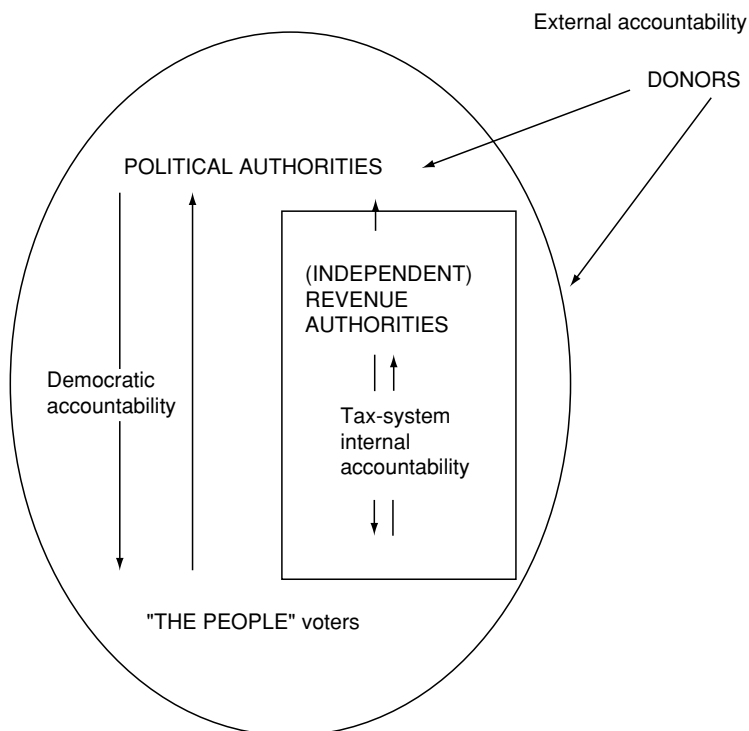 External accountability
DONORS
POLITICAL AUTHORITIES
(INDEPENDENT)
REVENUE
AUTHORITIES
Democratic
accountability
Tax-system
internal
accountability
"THE PEOPLE" voters